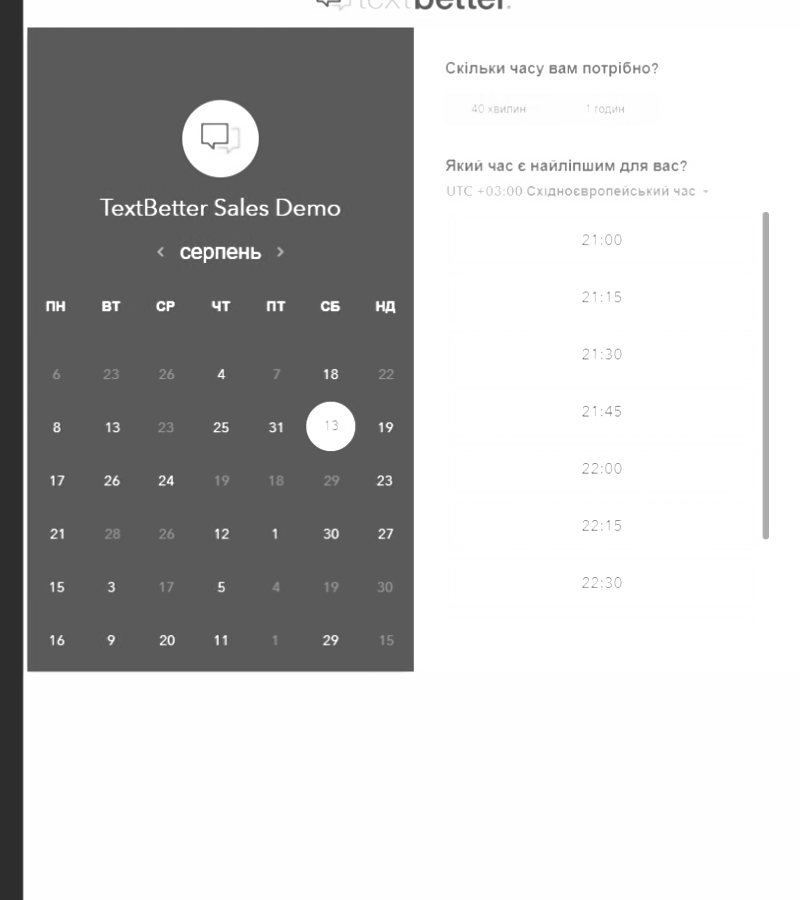 textbetter.
TextBetter Sales Demo
‹ серпень ›
ПН ВТ СР ЧТ ПТ СБ НД
6 23 26 4 7 18 22
8 13 23 25 31 13 19
17 26 24 19 18 29 23
21 28 26 12 1 30 27
15 3 17 5 4 19 30
16 9 20 11 1 29 15
Скільки часу вам потрібно?
40 хвилин 1 годин
Який час є найліпшим для вас?
UTC +03:00 Східноєвропейський час
21:00
21:15
21:30
21:45
22:00
22:15
22:30